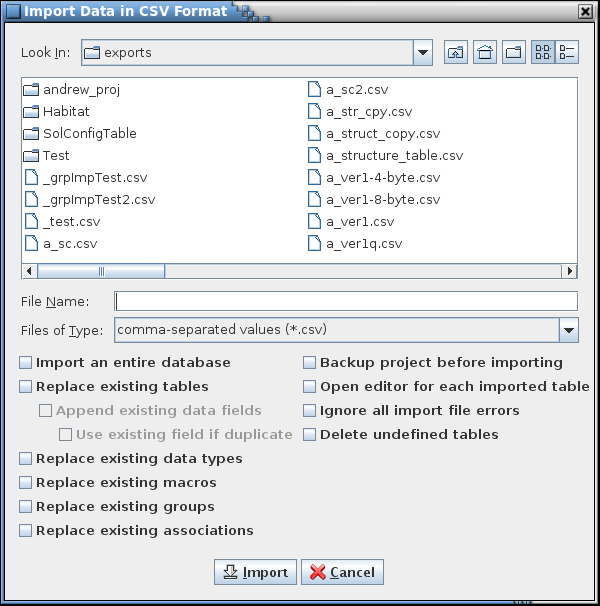 Import Data in CSV Format
Look In: exports
andrew_proj
Habitat
SolConfigTable
Test
_grpImpTest.csv
_grpImpTest2.csv
_test.csv
a_sc.csv
a_sc2.csv
a_str_cpy.csv
a_struct_copy.csv
a_structure_table.csv
a_ver1-4-byte.csv
a_ver1-8-byte.csv
a_ver1.csv
a_ver1q.csv
File Name:
Files of Type: comma-separated values (*.csv)
Import an entire database
Replace existing tables
Append existing data fields
Use existing field if duplicate
Replace existing data types
Replace existing macros
Replace existing groups
Replace existing associations
Backup project before importing
Open editor for each imported table
Ignore all import file errors
Delete undefined tables
Import Cancel